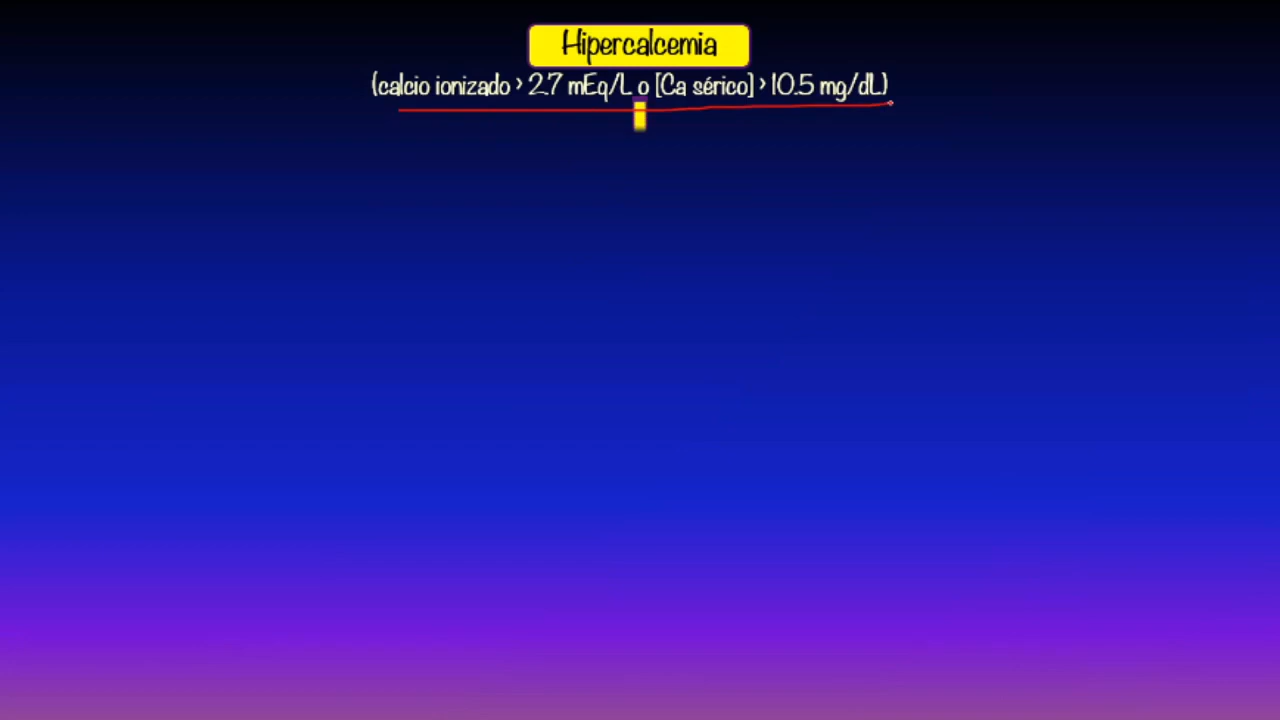 Hipercalcemia
(calcio ionizado > 2.7 mEq/L o [Ca sérico] > 10.5 mg/dL)